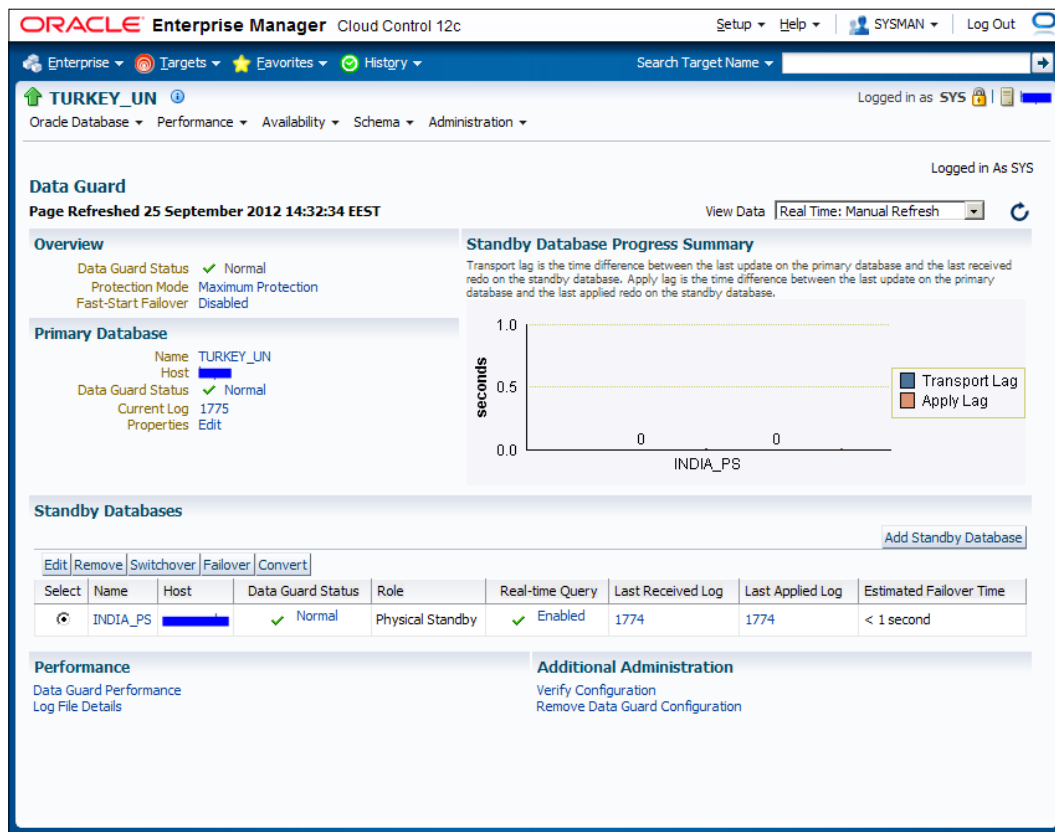 ORACLE Enterprise Manager Cloud Control 12c
Setup Help SYSMAN Log Out
Enterprise Targets Favorites History Search Target Name
TURKEY_UN
Logged in as SYS
Oracle Database Performance Availability Schema Administration
Logged in As SYS
Data Guard
Page Refreshed 25 September 2012 14:32:34 EEST
View Data Real Time: Manual Refresh
Overview
Data Guard Status Normal
Protection Mode Maximum Protection
Fast-Start Failover Disabled
Primary Database
Name TURKEY_UN
Host
Data Guard Status Normal
Current Log 1775
Properties Edit
Standby Database Progress Summary
Transport lag is the time difference between the last update on the primary database and the last received
redo on the standby database. Apply lag is the time difference between the last update on the primary
database and the last applied redo on the standby database.
1.0
0.5
0.0
seconds
0 0
INDIA_PS
Transport Lag
Apply Lag
Standby Databases
Add Standby Database
Edit Remove Switchover Failover Convert
Select Name Host Data Guard Status Role Real-time Query Last Received Log Last Applied Log Estimated Failover Time
INDIA_PS Normal Physical Standby Enabled 1774 1774 < 1 second
Performance
Data Guard Performance
Log File Details
Additional Administration
Verify Configuration
Remove Data Guard Configuration